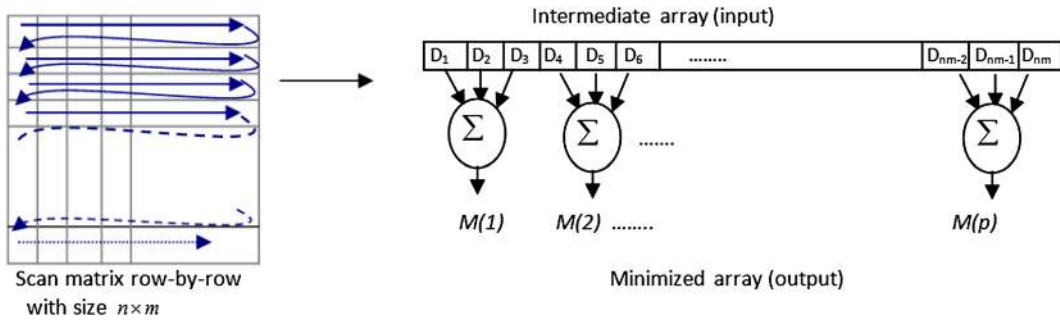 Intermediate array (input)
D1 D2 D3 D4 D5 D6 ........ Dnm-2 Dnm-1 Dnm
Σ Σ ....... Σ
M(1) M(2) ........ M(p)
Scan matrix row-by-row
with size n×m
Minimized array (output)